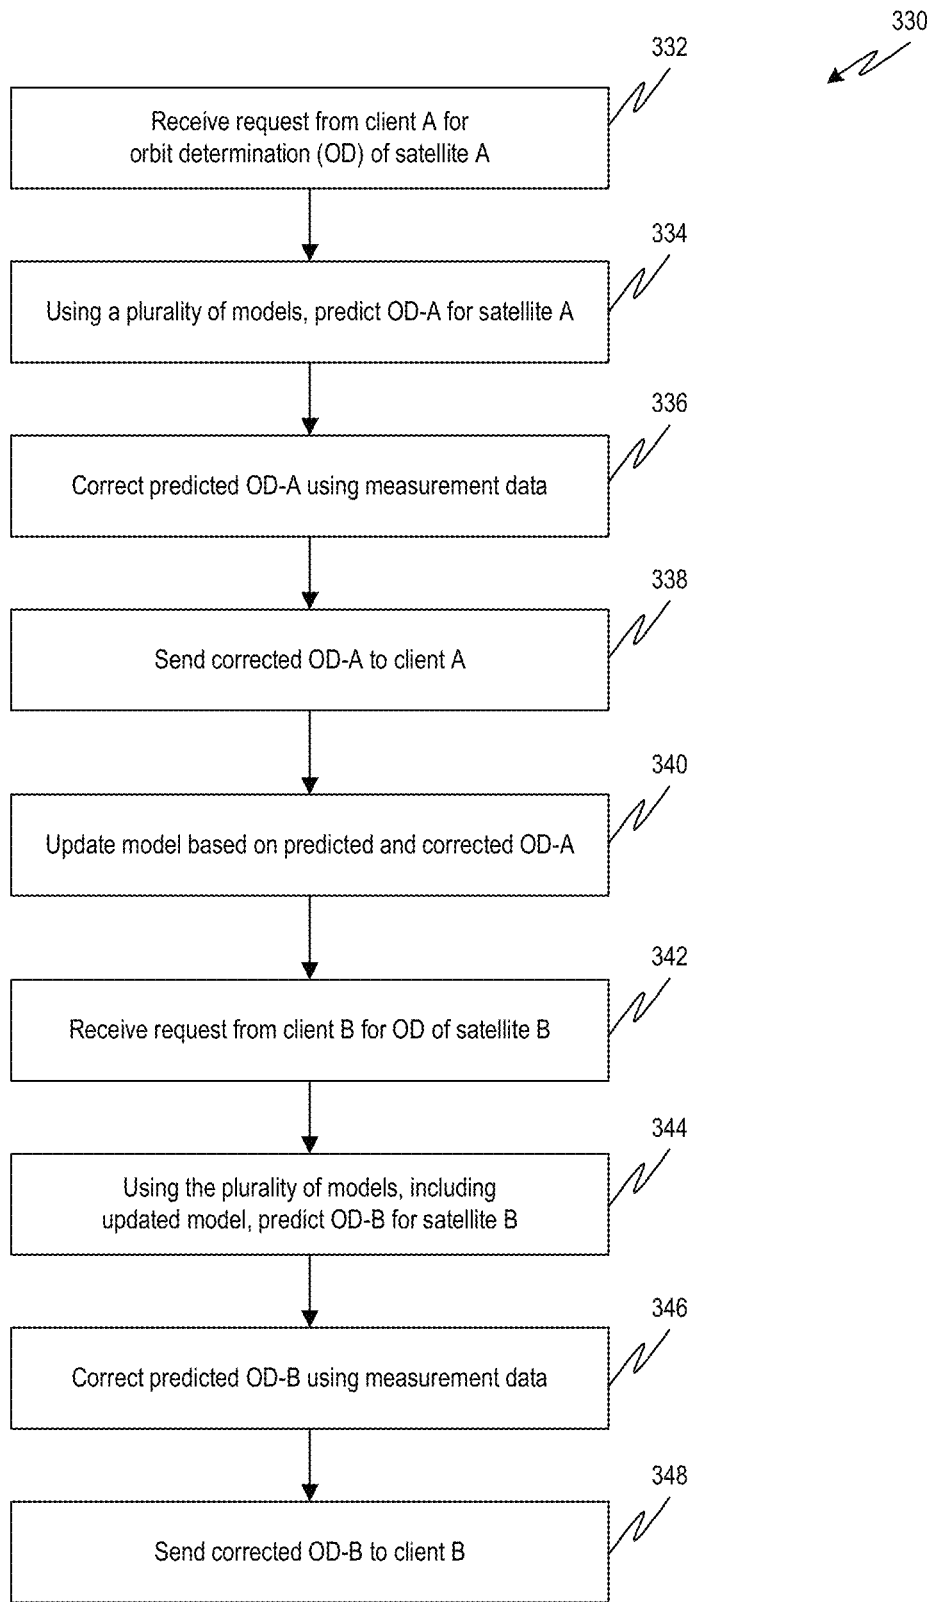 330
332
Receive request from client A for
orbit determination (OD) of satellite A
334
Using a plurality of models, predict OD-A for satellite A
336
Correct predicted OD-A using measurement data
338
Send corrected OD-A to client A
340
Update model based on predicted and corrected OD-A
342
Receive request from client B for OD of satellite B
344
Using the plurality of models, including
updated model, predict OD-B for satellite B
346
Correct predicted OD-B using measurement data
348
Send corrected OD-B to client B